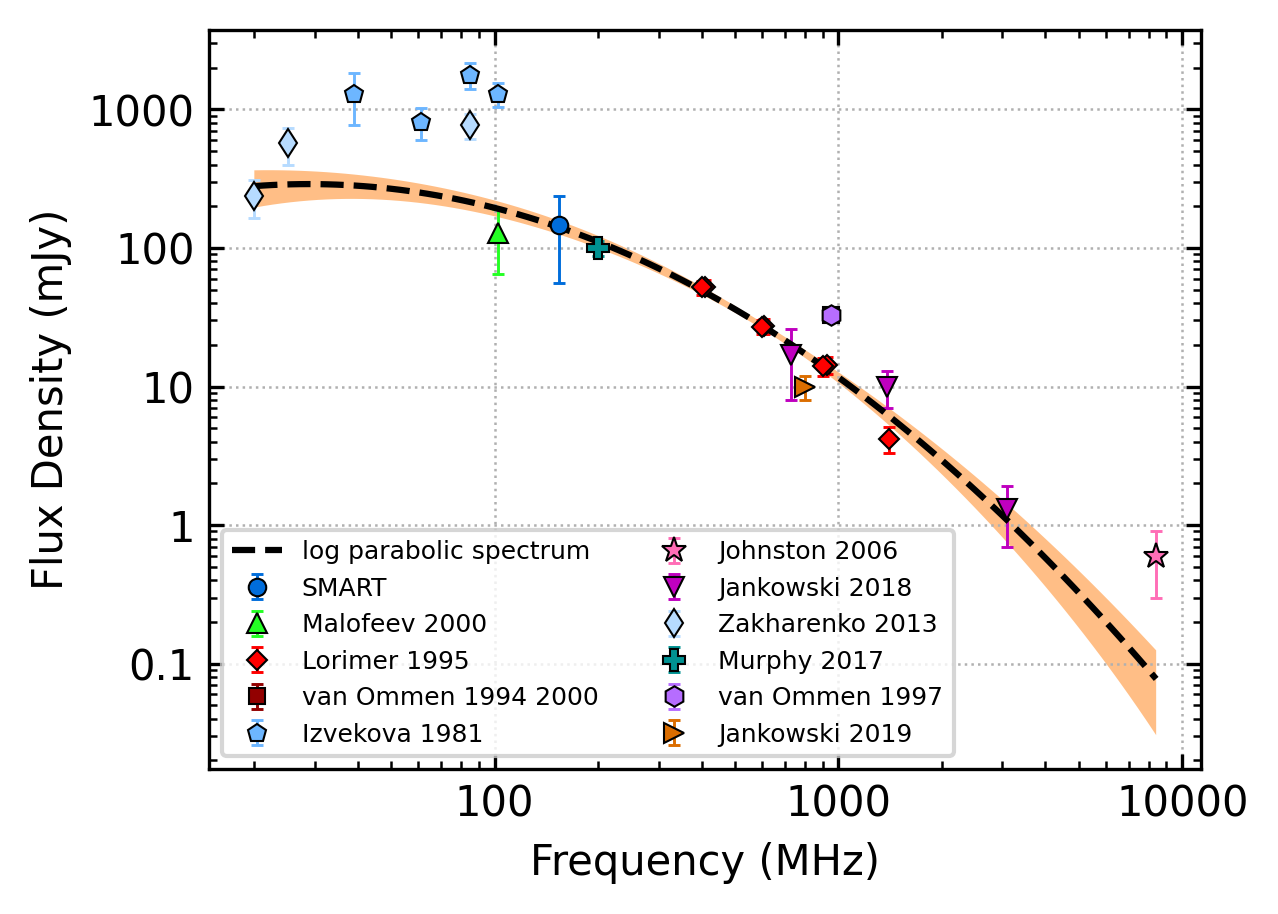 1000
100
10
1
0.1
Flux Density (mJy)
log parabolic spectrum
SMART
Malofeev 2000
Lorimer 1995
van Ommen 1994 2000
Izvekova 1981
Johnston 2006
Jankowski 2018
Zakharenko 2013
Murphy 2017
van Ommen 1997
Jankowski 2019
100
1000
10000
Frequency (MHz)